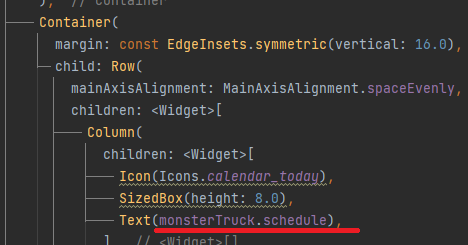 ), // Container
Container(
margin: const EdgeInsets.symmetric(vertical: 16.0),
child: Row(
mainAxisAlignment: MainAxisAlignment.spaceEvenly,
children: <Widget>[
Column(
children: <Widget>[
Icon(Icons.calendar_today),
SizedBox(height: 8.0),
Text(monsterTruck.schedule),
], // <Widget>[]